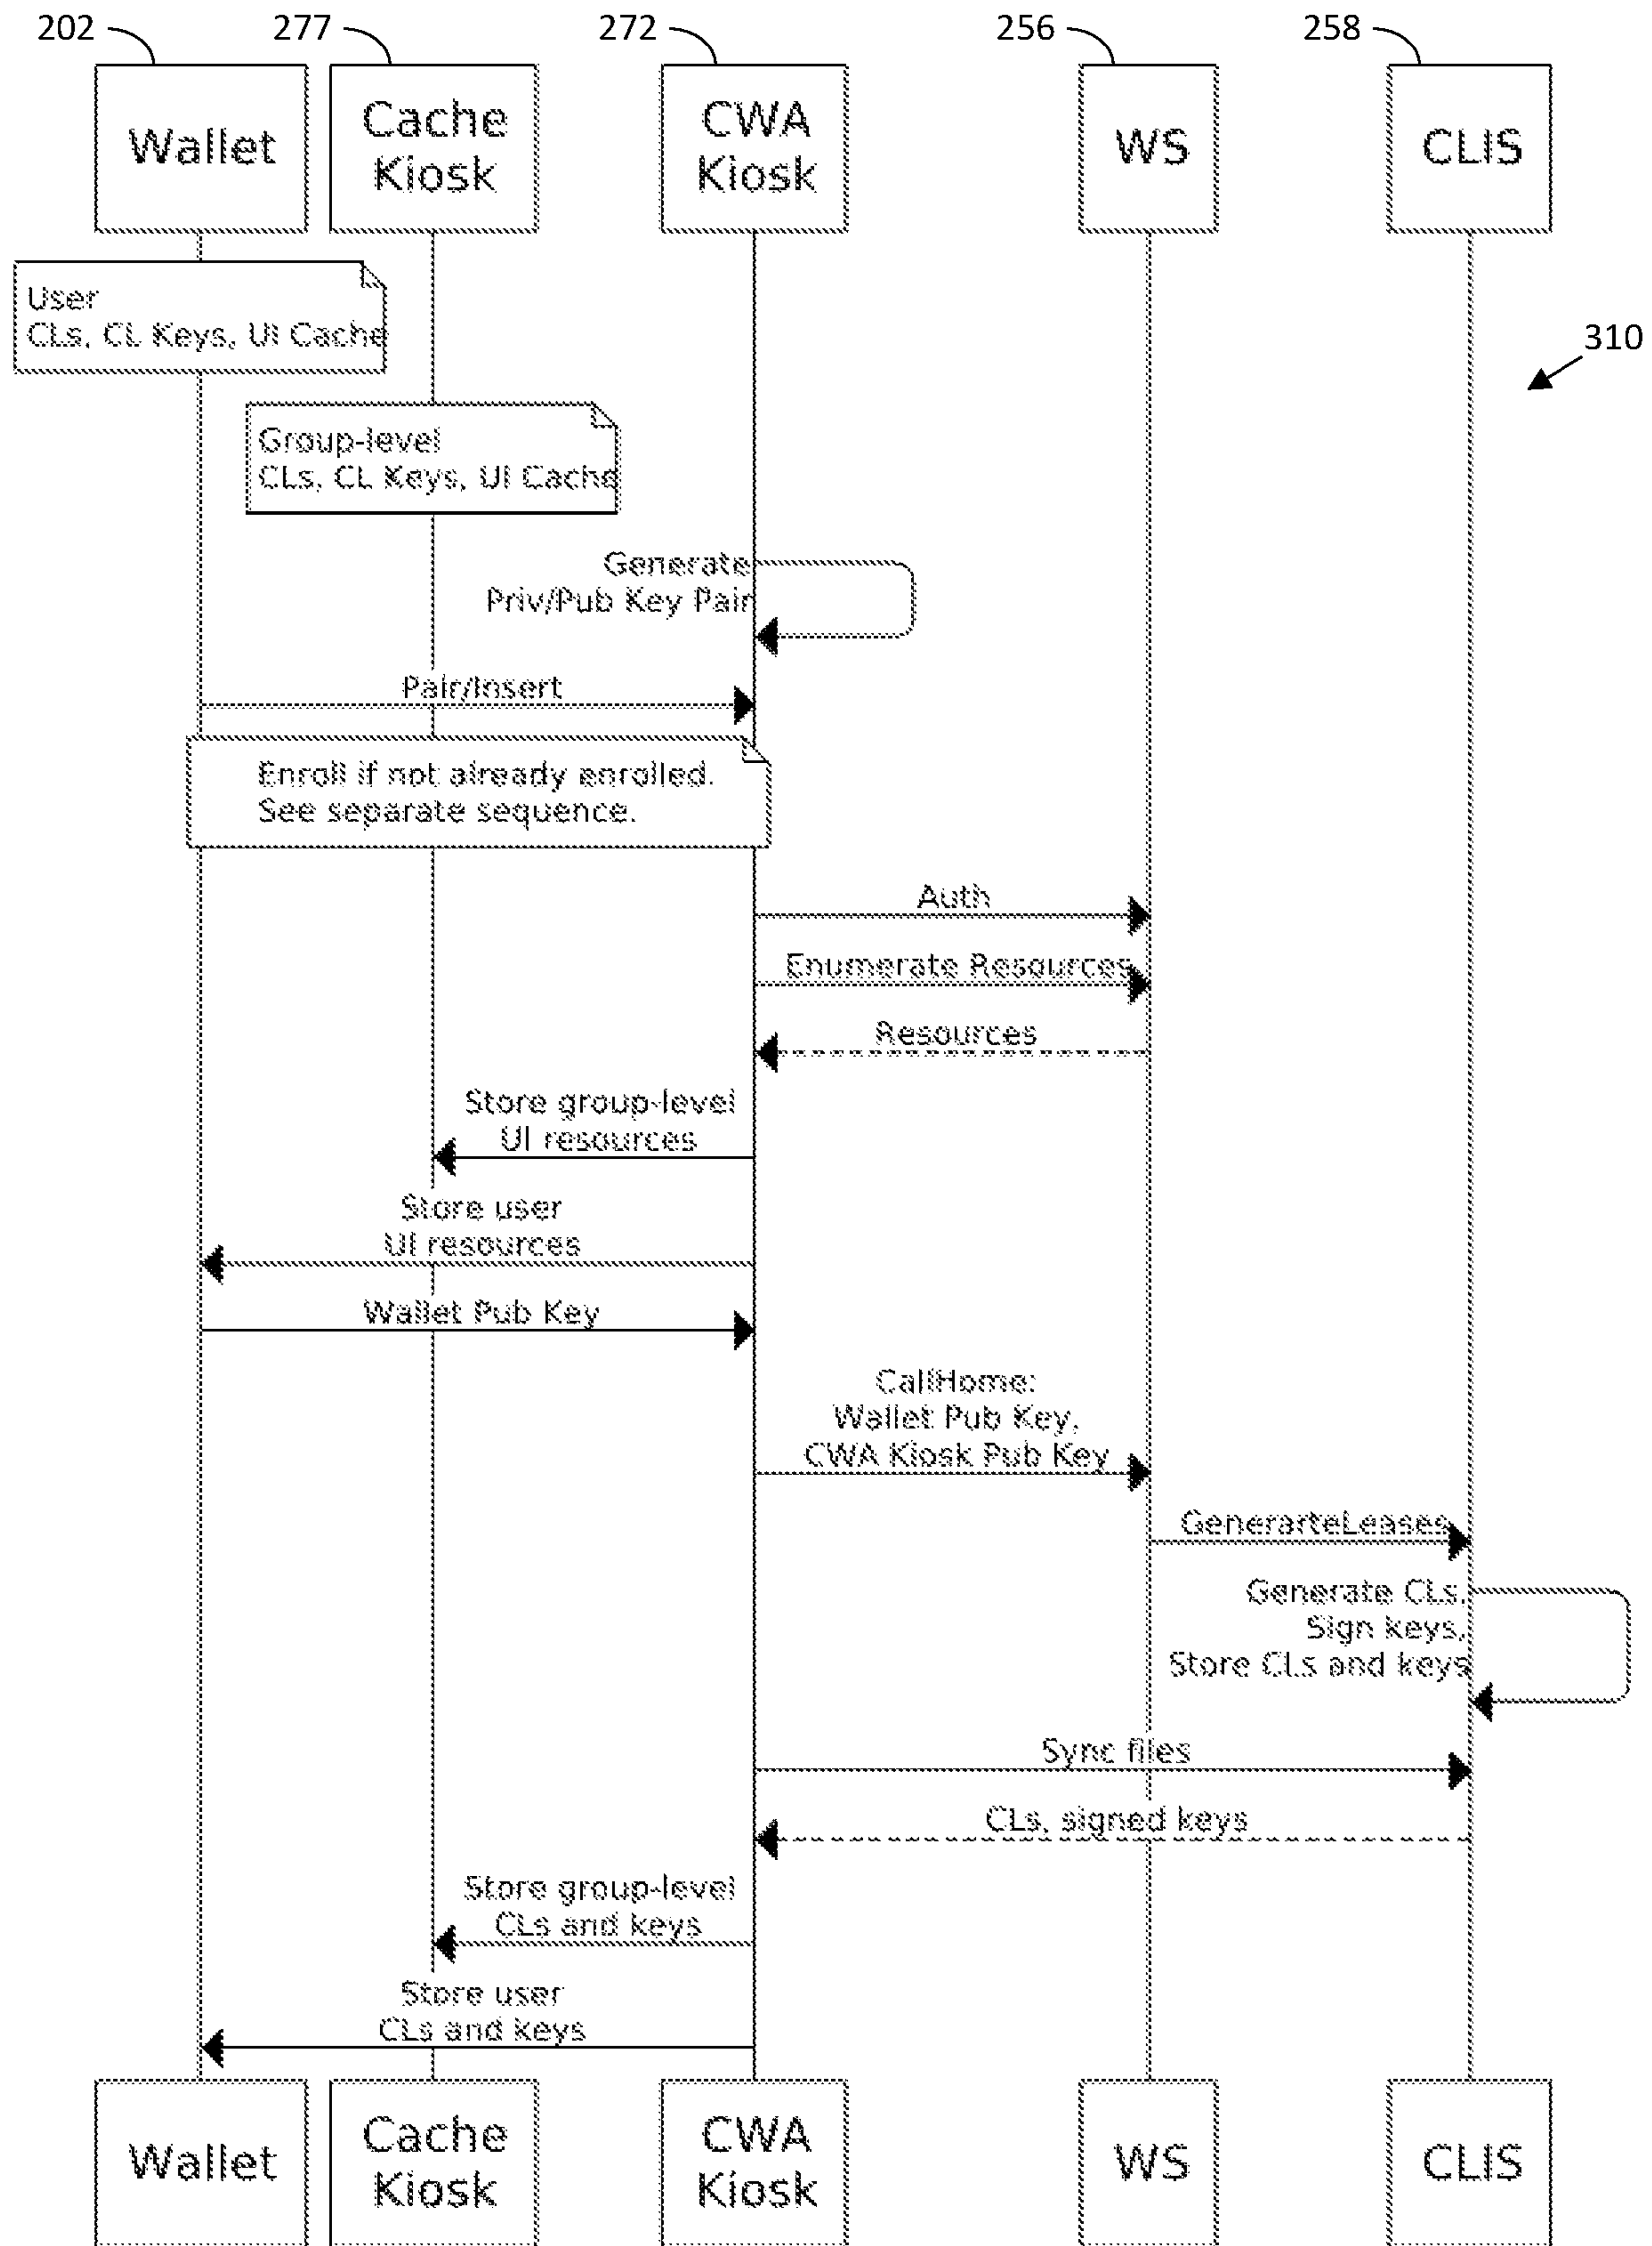 202
277
272
256
258
Wallet
Cache
Kiosk
CWA
Kiosk
WS
CLIS
User
CLs, CL Keys, UI Cache
310
Group-level
CLs, CL Keys, UI Cache
Generate
Priv/Pub Key Pair
Pair/Insert
Enroll if not already enrolled.
See separate sequence.
Auth
Enumerate Resources
Resources
Store group-level
UI resources
Store user
UI resources
Wallet Pub Key
CallHome:
Wallet Pub Key,
CWA Kiosk Pub Key
GenerarteLeases
Generate CLs,
Sign keys,
Store CLs and keys
Sync files
CLs, signed keys
Store group-level
CLs and keys
Store user
CLs and keys
Wallet
Cache
Kiosk
CWA
Kiosk
WS
CLIS